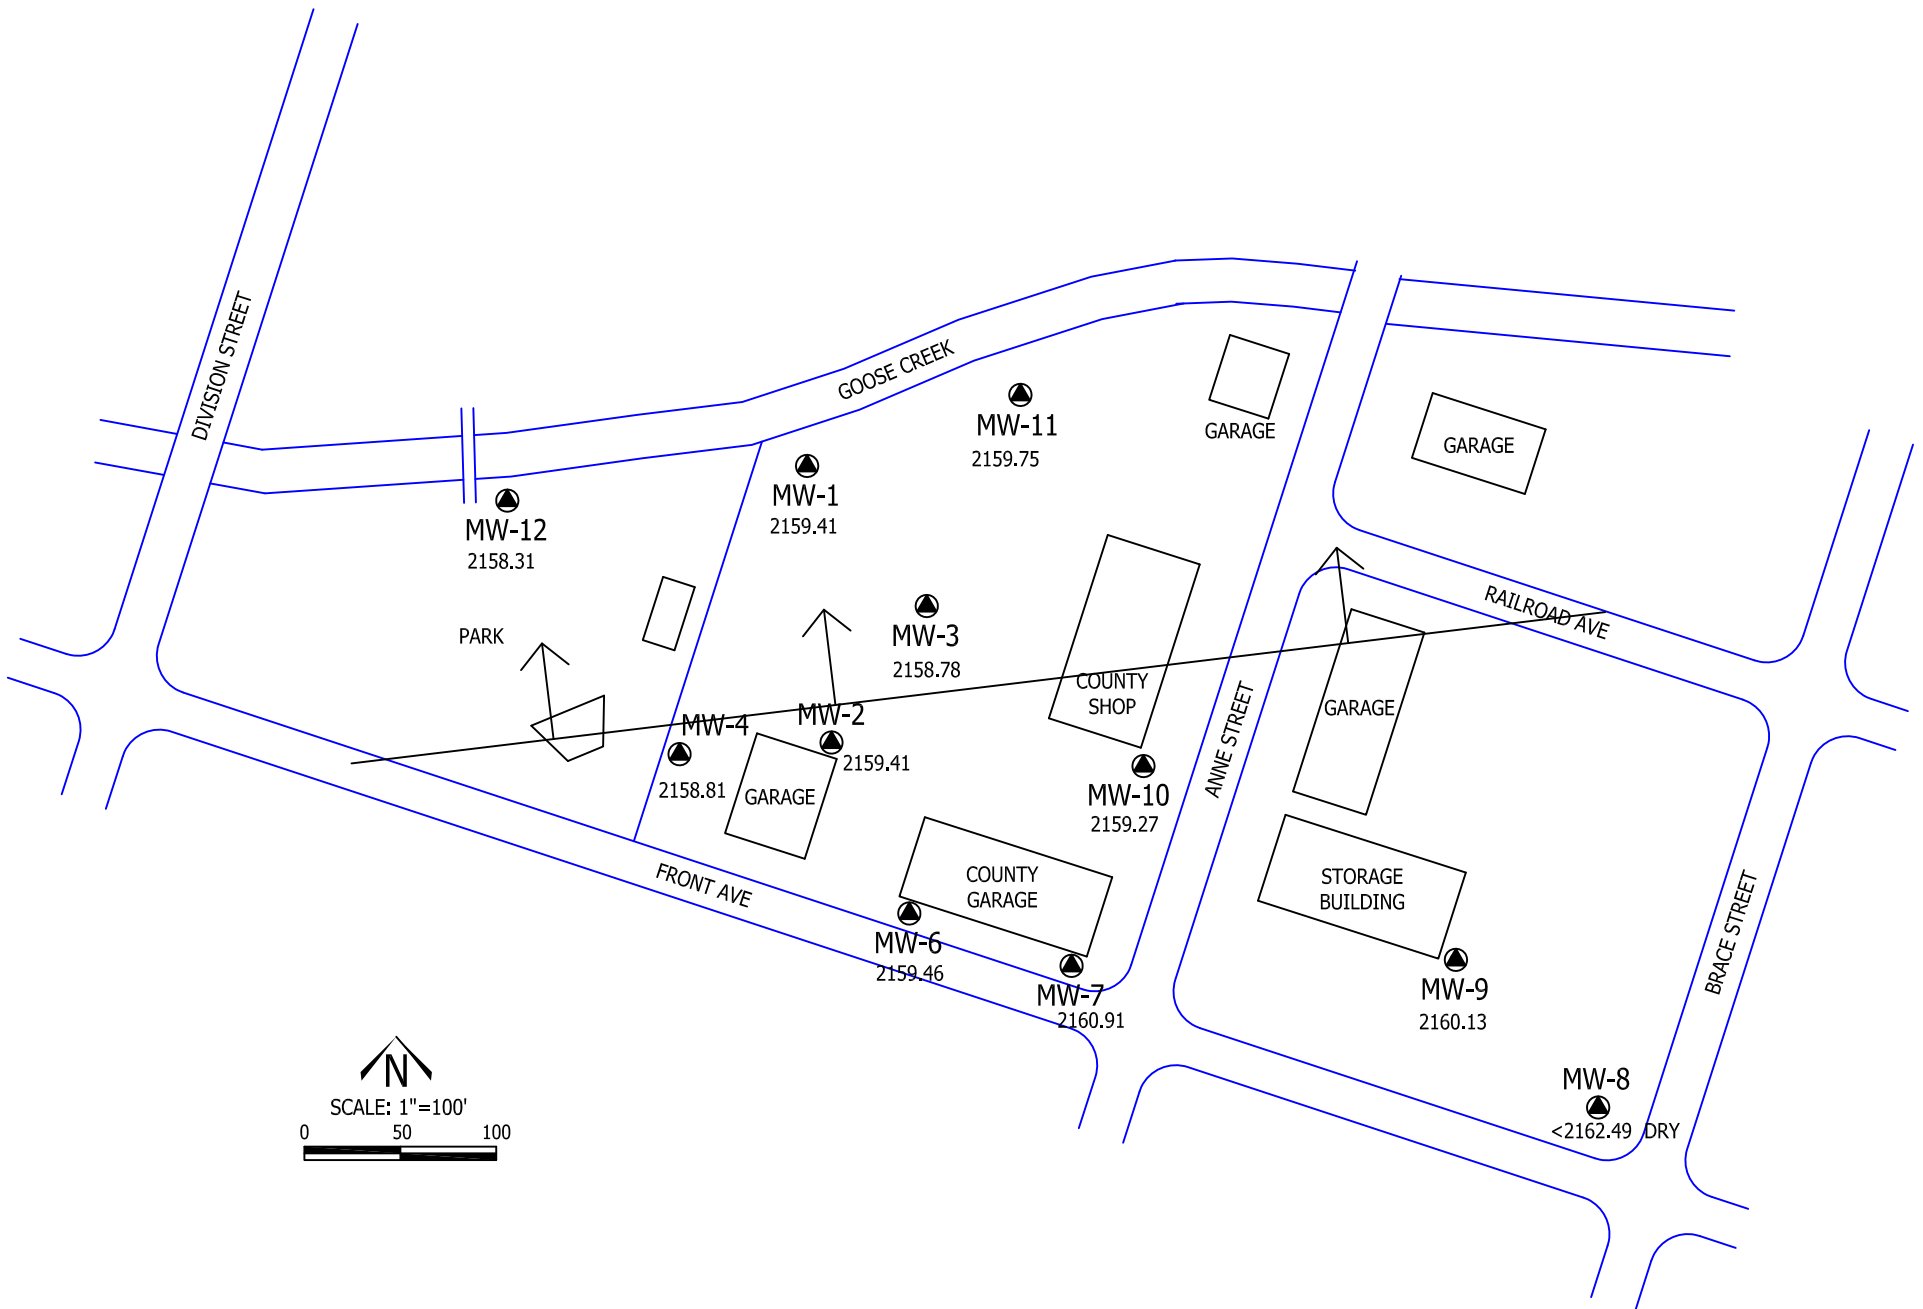 DIVISION STREET
GOOSE CREEK
MW-11
2159.75
GARAGE
GARAGE
MW-1
2159.41
MW-12
2158.31
PARK
MW-3
2158.78
RAILROAD AVE
COUNTY
SHOP
MW-4
2158.81
MW-2
2159.41
GARAGE
GARAGE
ANNE STREET
MW-10
2159.27
FRONT AVE
COUNTY
GARAGE
STORAGE
BUILDING
BRACE STREET
MW-6
2159.46
MW-7
2160.91
MW-9
2160.13
MW-8
<2162.49 DRY
N
SCALE: 1"=100'
0 50 100